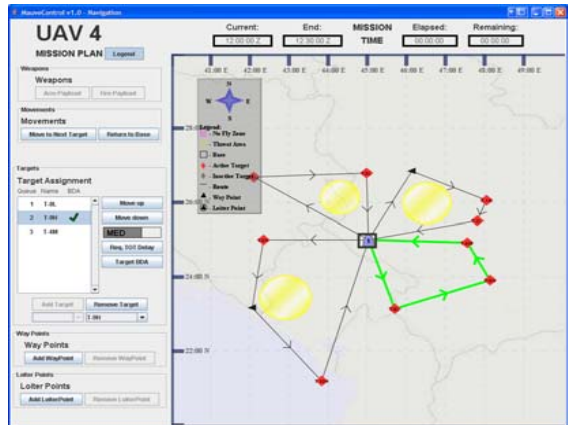 MauveControl v1.0 - Navigation
UAV 4
MISSION PLAN Legend
Current: End: MISSION TIME Elapsed: Remaining:
12:00:00 Z 12:30:00 Z 00:00:00 00:00:00
Weapons
Weapons
Arm Payload Fire Payload
Movements
Movements
Move to Next Target Return to Base
Targets
Target Assignment
Queue Name BDA
1
2 T-0H
3 T-400
Move up
Move down
MED
Req. TOT Delay
Target BDA
Add Target Remove Target
T-0H
Way Points
Way Points
Add WayPoint Remove WayPoint
Loiter Points
Loiter Points
Add LoiterPoint Remove LoiterPoint
41:00 E 42:00 E 43:00 E 44:00 E 45:00 E 46:00 E 47:00 E 48:00 E 49:00 E
N
W E
S
28:00 N
26:00 N
24:00 N
22:00 N
Legend:
No Fly Zone
Threat Area
Base
Active Target
Inactive Target
Route
Way Point
Loiter Point